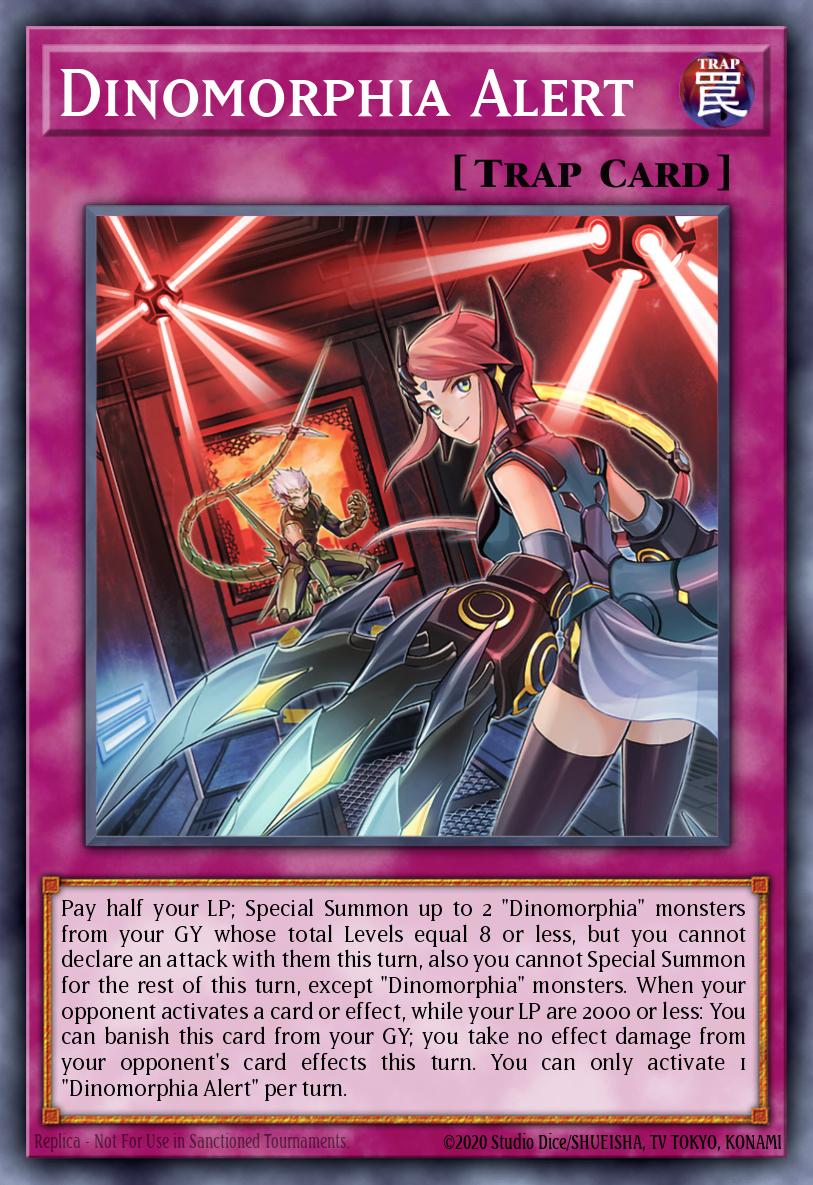 Dinomorphia Alert
TRAP
罠
[Trap Card]
Pay half your LP; Special Summon up to 2 "Dinomorphia" monsters
from your GY whose total Levels equal 8 or less, but you cannot
declare an attack with them this turn, also you cannot Special Summon
for the rest of this turn, except "Dinomorphia" monsters. When your
opponent activates a card or effect, while your LP are 2000 or less: You
can banish this card from your GY; you take no effect damage from
your opponent's card effects this turn. You can only activate 1
"Dinomorphia Alert" per turn.
Replica - Not For Use in Sanctioned Tournaments.
©2020 Studio Dice/SHUEISHA, TV TOKYO, KONAMI